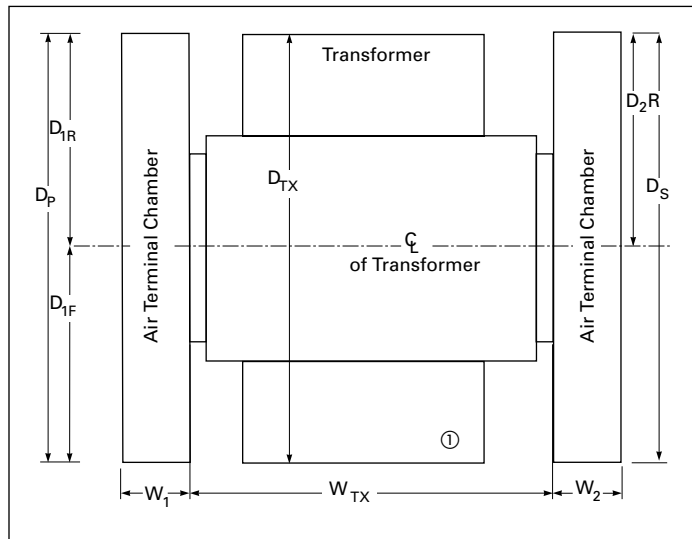 Transformer
D1R
D2R
DP
DTX
DS
Air Terminal Chamber
℄
of Transformer
Air Terminal Chamber
D1F
①
W1
WTX
W2